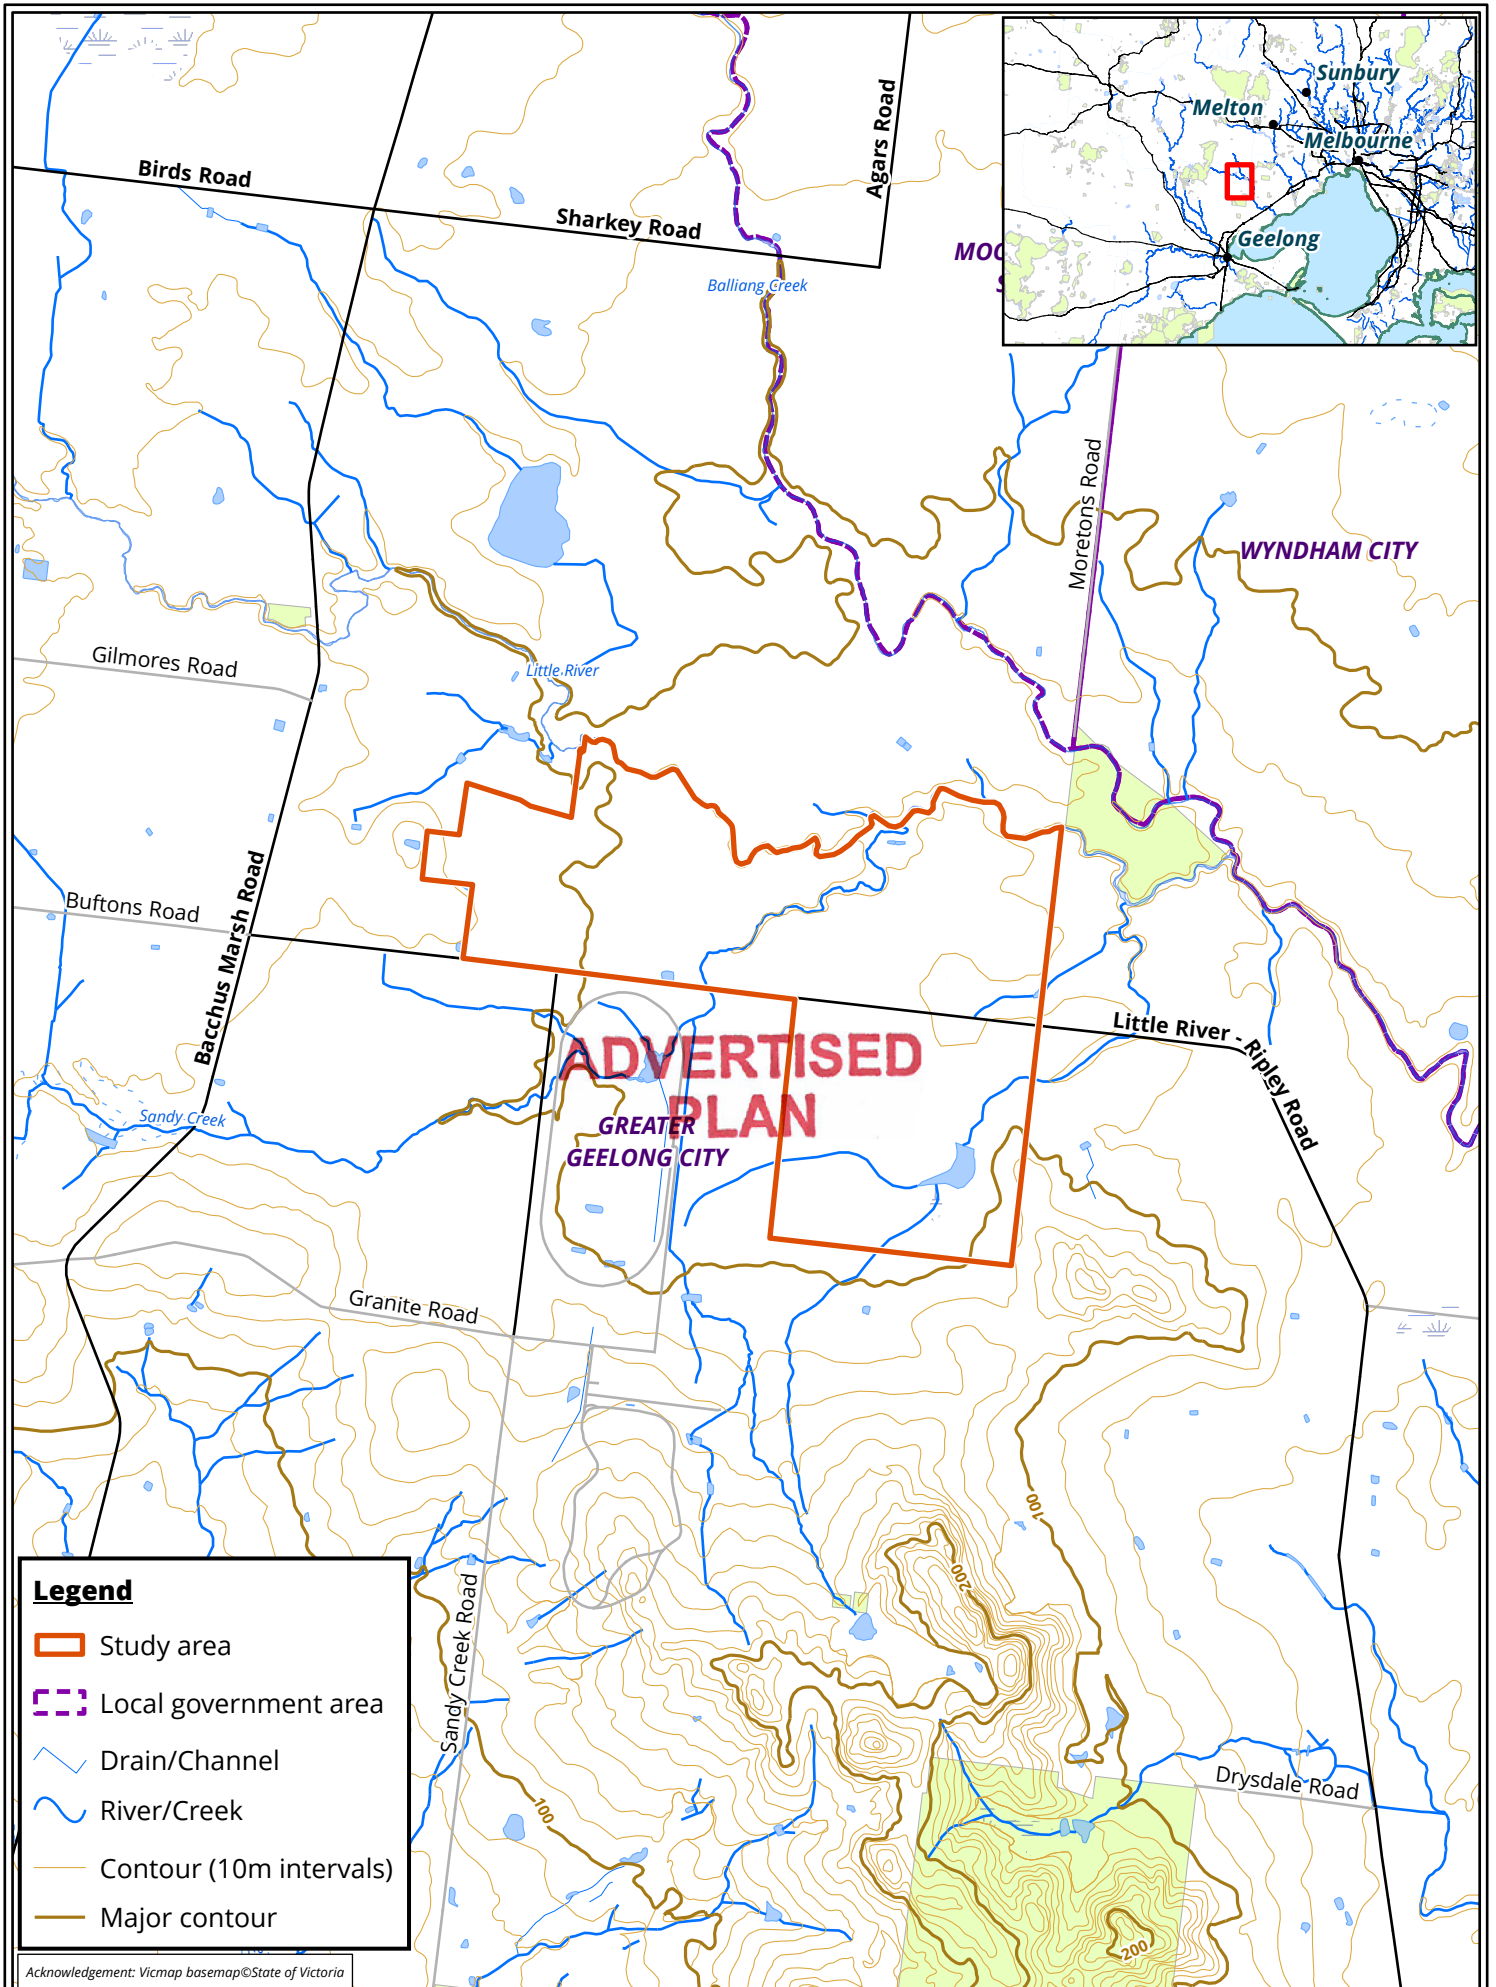 Birds Road
Sharkey Road
Agars Road
Balliang Creek
Sunbury
Melton
Melbourne
Geelong
Moretons Road
WYNDHAM CITY
Gilmores Road
Little River
Buftons Road
Bacchus Marsh Road
Little River - Ripley Road
ADVERTISED
PLAN
Sandy Creek
GREATER
GEELONG CITY
Granite Road
100
200
Sandy Creek Road
Drysdale Road
100
200
Legend
Study area
Local government area
Drain/Channel
River/Creek
Contour (10m intervals)
Major contour
Acknowledgement: Vicmap basemap©State of Victoria